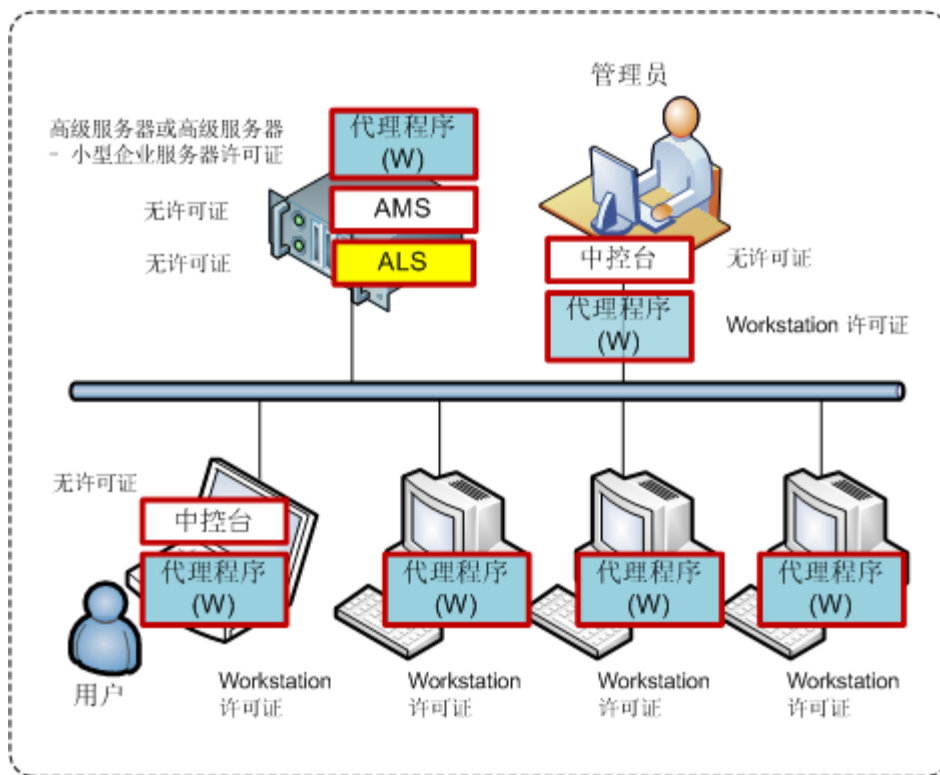 管理员
高级服务器或高级服务器
- 小型企业服务器许可证
代理程序
(W)
无许可证
AMS
无许可证
ALS
中控台
无许可证
代理程序
(W)
Workstation 许可证
无许可证
中控台
代理程序
(W)
代理程序
(W)
代理程序
(W)
代理程序
(W)
用户
Workstation
许可证
Workstation
许可证
Workstation
许可证
Workstation
许可证